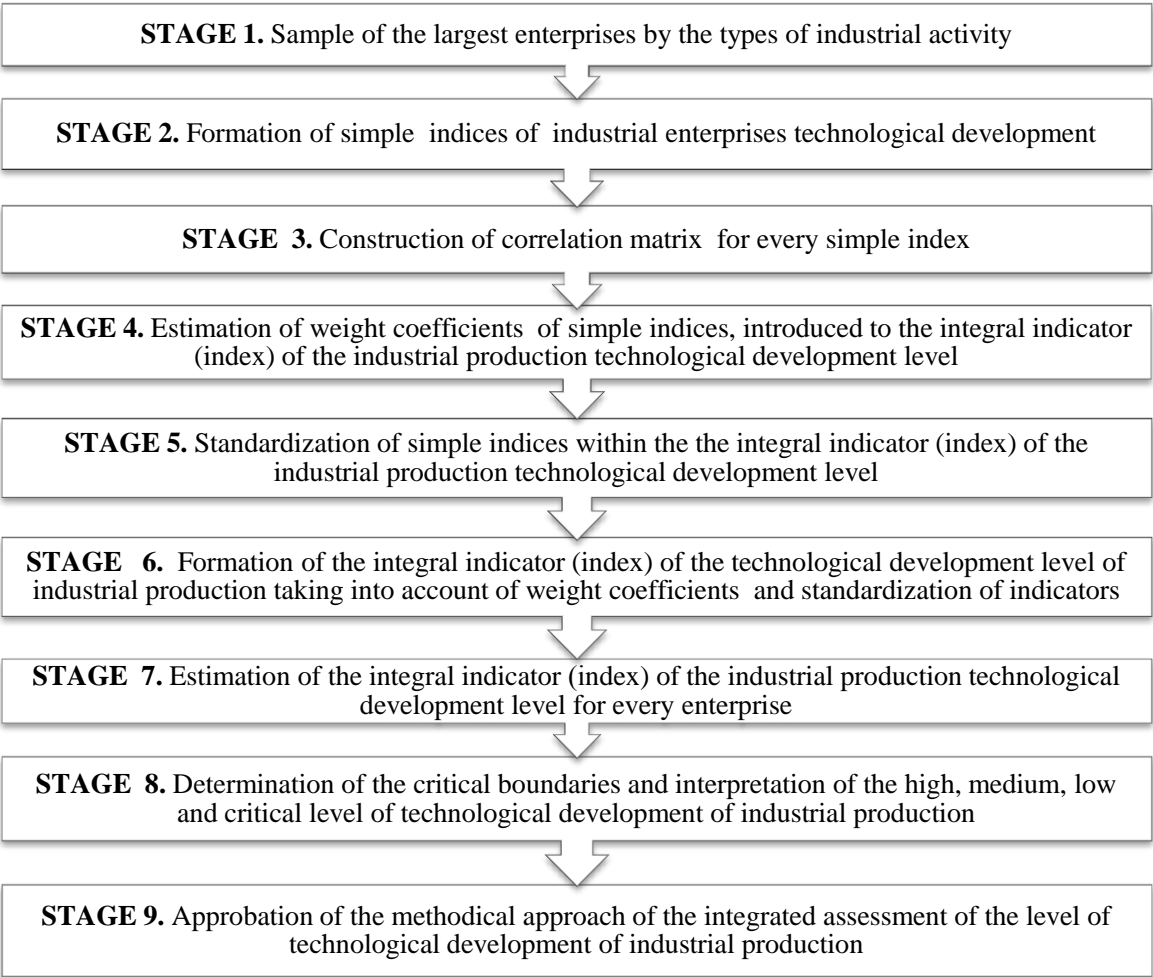 STAGE 1. Sample of the largest enterprises by the types of industrial activity
STAGE 2. Formation of simple indices of industrial enterprises technological development
STAGE 3. Construction of correlation matrix for every simple index
STAGE 4. Estimation of weight coefficients of simple indices, introduced to the integral indicator
(index) of the industrial production technological development level
STAGE 5. Standardization of simple indices within the the integral indicator (index) of the
industrial production technological development level
STAGE 6. Formation of the integral indicator (index) of the technological development level of
industrial production taking into account of weight coefficients and standardization of indicators
STAGE 7. Estimation of the integral indicator (index) of the industrial production technological
development level for every enterprise
STAGE 8. Determination of the critical boundaries and interpretation of the high, medium, low
and critical level of technological development of industrial production
STAGE 9. Approbation of the methodical approach of the integrated assessment of the level of
technological development of industrial production